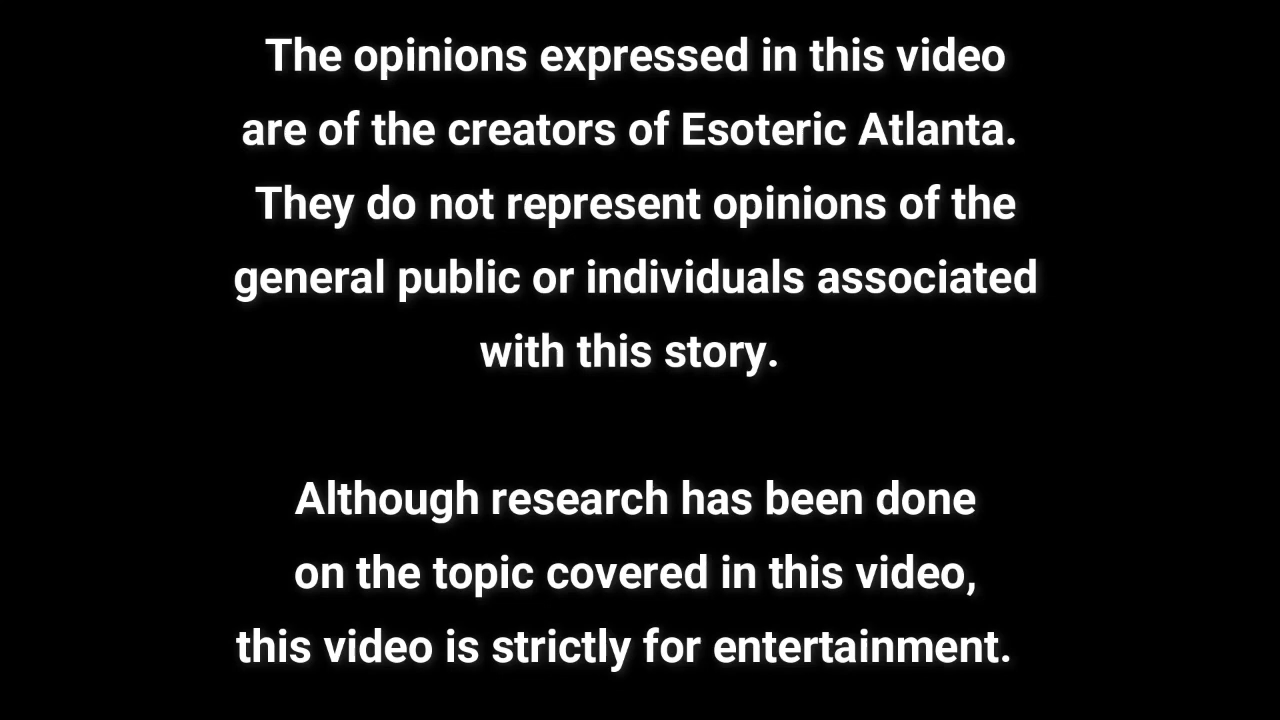 The opinions expressed in this video
are of the creators of Esoteric Atlanta.
They do not represent opinions of the
general public or individuals associated
with this story.
Although research has been done
on the topic covered in this video,
this video is strictly for entertainment.